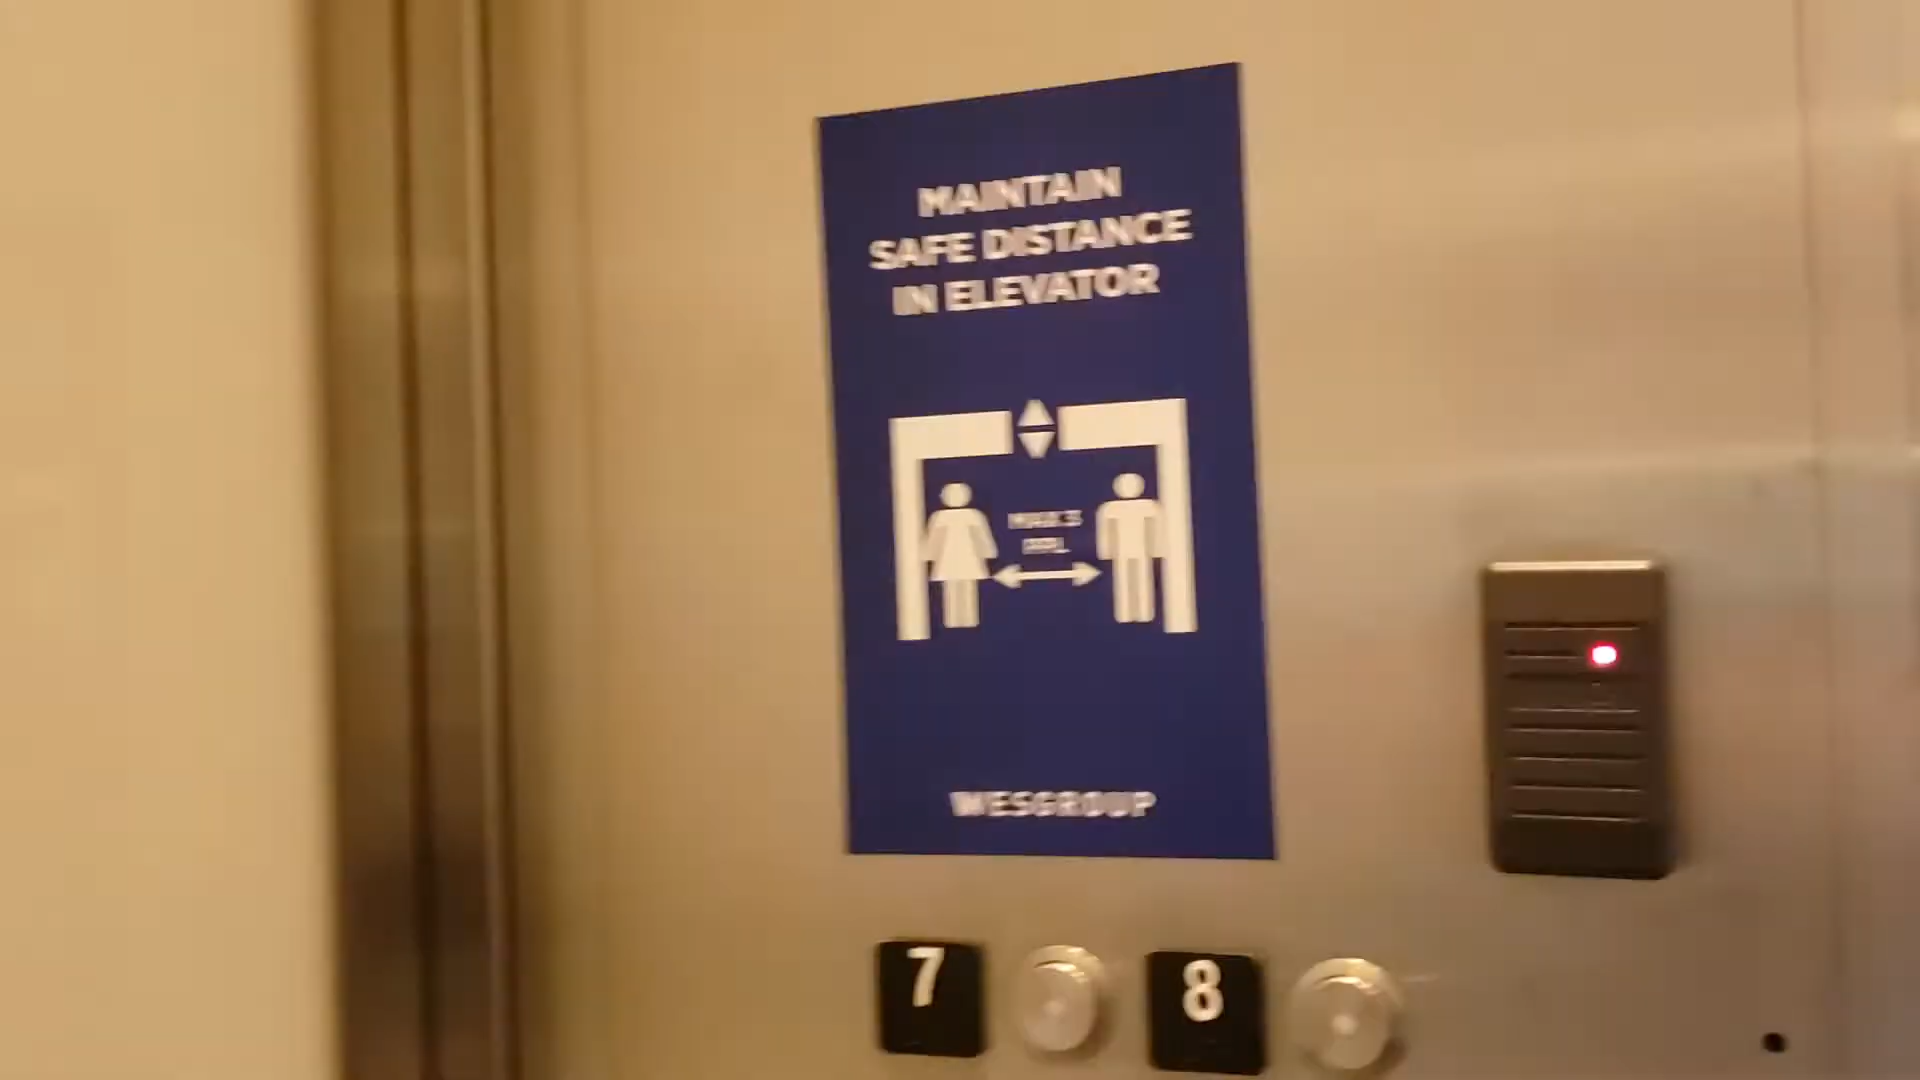 MAINTAIN
SAFE DISTANCE
IN ELEVATOR
WESGROUP
7
8